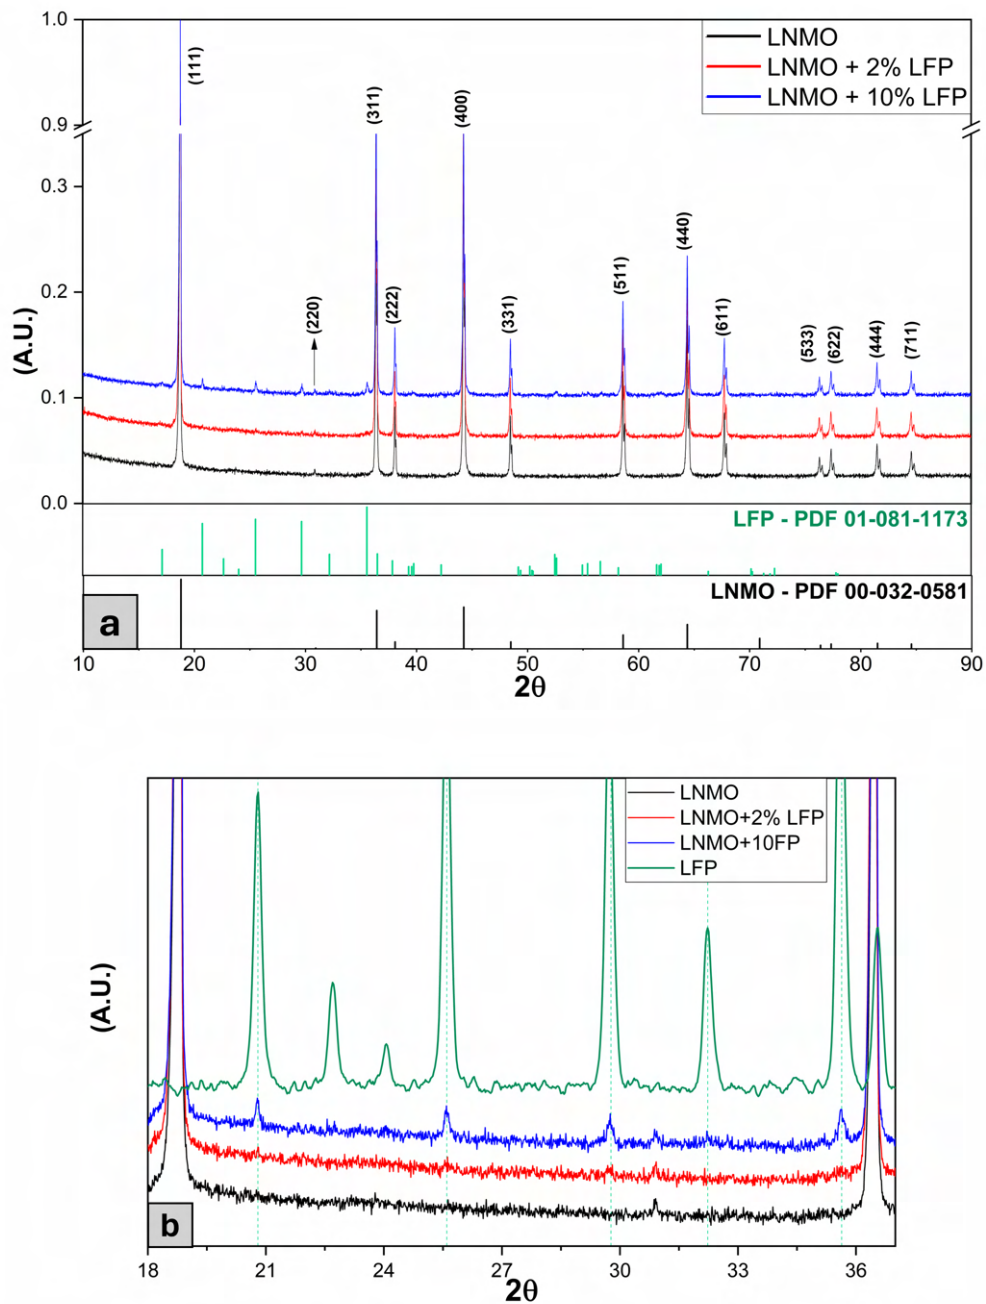 1.0
0.9
0.3
0.2
0.1
0.0
(A.U.)
LNMO
LNMO + 2% LFP
LNMO + 10% LFP
(111)
(220)
(311)
(222)
(400)
(331)
(511)
(440)
(611)
(533)
(622)
(444)
(711)
LFP - PDF 01-081-1173
LNMO - PDF 00-032-0581
a
10 20 30 40 50 60 70 80 90
2θ
LNMO
LNMO+2% LFP
LNMO+10FP
LFP
(A.U.)
b
18 21 24 27 30 33 36
2θ